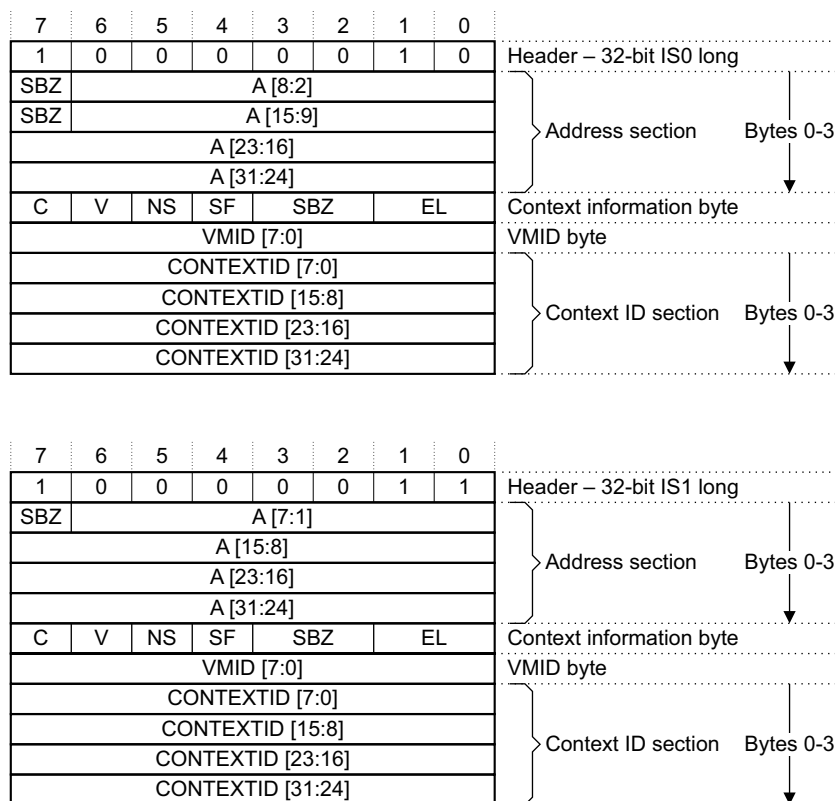 7 6 5 4 3 2 1 0
1 0 0 0 0 0 1 0 Header – 32-bit IS0 long
SBZ A [8:2]
SBZ A [15:9] Address section Bytes 0-3
A [23:16]
A [31:24]
C V NS SF SBZ EL Context information byte
VMID [7:0] VMID byte
CONTEXTID [7:0]
CONTEXTID [15:8]
CONTEXTID [23:16] Context ID section Bytes 0-3
CONTEXTID [31:24]
7 6 5 4 3 2 1 0
1 0 0 0 0 0 1 1 Header – 32-bit IS1 long
SBZ A [7:1]
A [15:8]
A [23:16] Address section Bytes 0-3
A [31:24]
C V NS SF SBZ EL Context information byte
VMID [7:0] VMID byte
CONTEXTID [7:0]
CONTEXTID [15:8]
CONTEXTID [23:16] Context ID section Bytes 0-3
CONTEXTID [31:24]